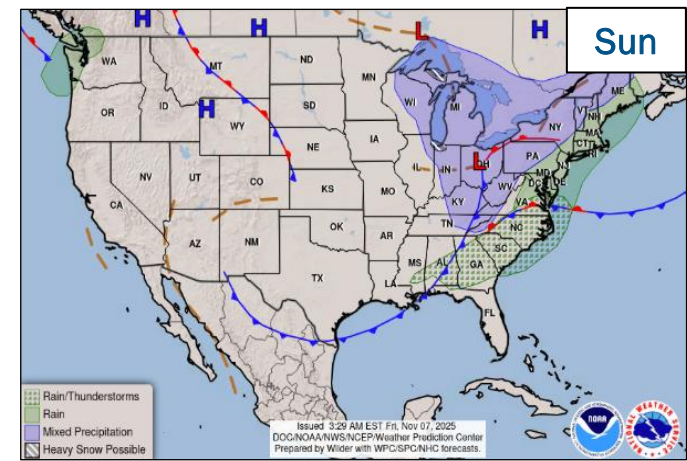 Sun
H
H
H
H
L
L
WA
MT
ND
MN
OR
ID
WY
SD
WI
MI
ME
VT
NH
NY
MA
CT
RI
NV
UT
CO
NE
IA
IL
IN
OH
PA
NJ
MD
DE
DC
WV
VA
CA
KS
MO
KY
TN
NC
AZ
NM
OK
AR
SC
TX
MS
AL
GA
LA
FL
Rain/Thunderstorms
Rain
Mixed Precipitation
Heavy Snow Possible
Issued 3:29 AM EST Fri, Nov 07, 2025
DOC/NOAA/NWS/NCEP/Weather Prediction Center
Prepared by Wilder with WPC/SPC/NHC forecasts.
NOAA
NATIONAL WEATHER SERVICE